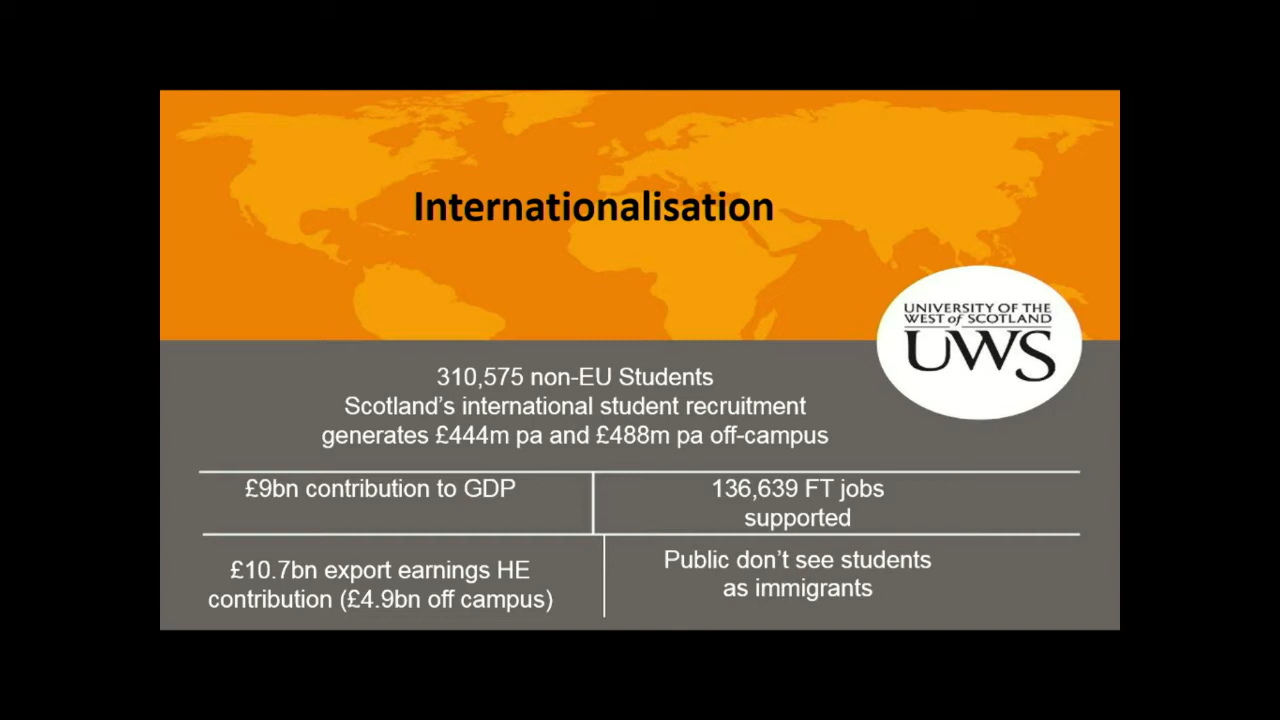 Internationalisation
UNIVERSITY OF THE
WEST of SCOTLAND
UWS
310,575 non-EU Students
Scotland’s international student recruitment
generates £444m pa and £488m pa off-campus
£9bn contribution to GDP
136,639 FT jobs
supported
£10.7bn export earnings HE
contribution (£4.9bn off campus)
Public don’t see students
as immigrants